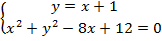 y = x + 1
x² + y² − 8x + 12 = 0